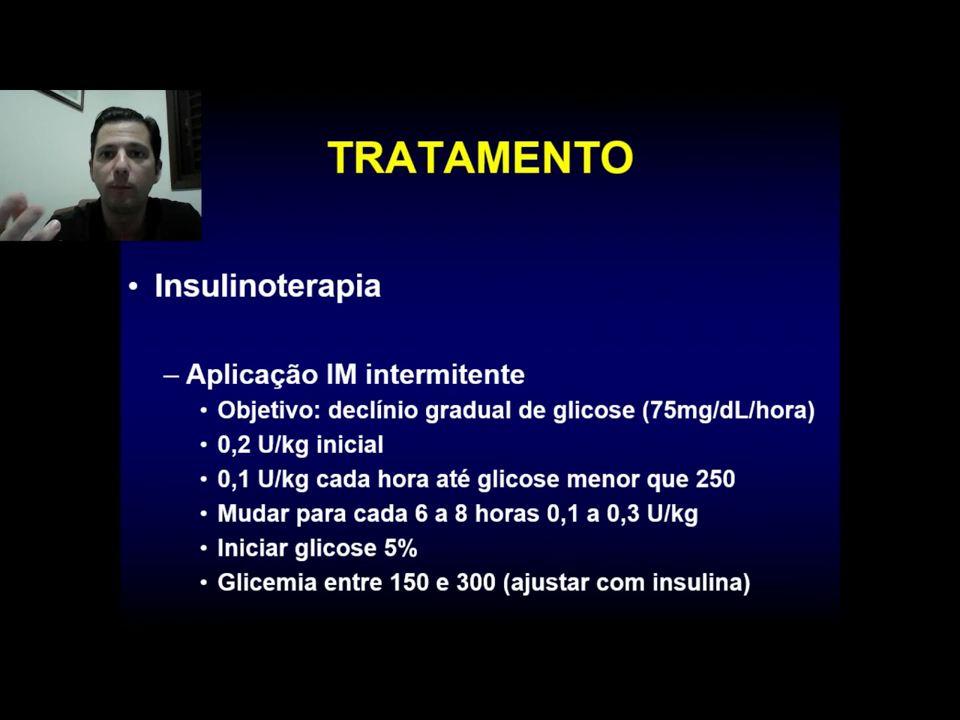 TRATAMENTO
• Insulinoterapia
– Aplicação IM intermitente
• Objetivo: declínio gradual de glicose (75mg/dL/hora)
• 0,2 U/kg inicial
• 0,1 U/kg cada hora até glicose menor que 250
• Mudar para cada 6 a 8 horas 0,1 a 0,3 U/kg
• Iniciar glicose 5%
• Glicemia entre 150 e 300 (ajustar com insulina)